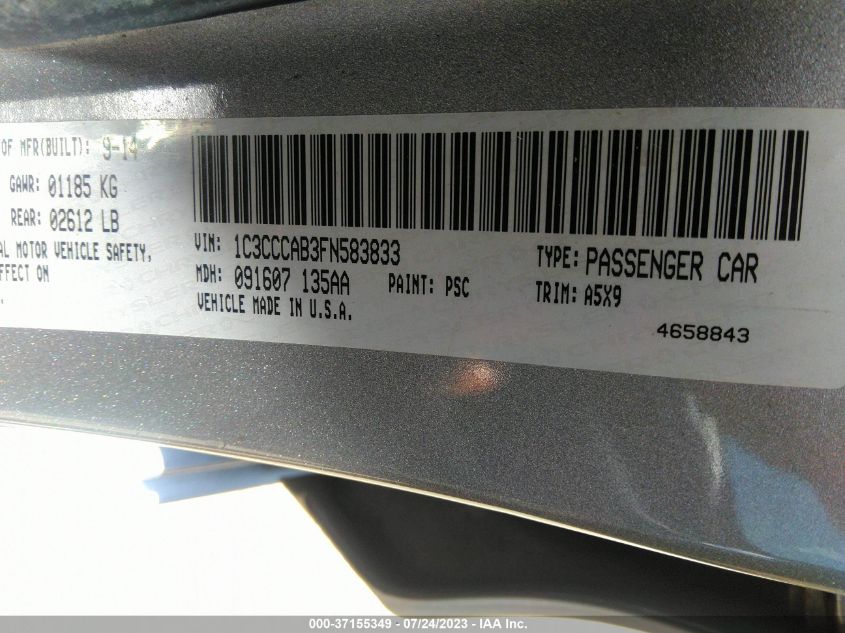 OF MFR(BUILT): 9-14
GAWR: 01185 KG
REAR: 02612 LB
MOTOR VEHICLE SAFETY,
EFFECT ON
VIN: 1C3CCCAB3FN583833
TYPE: PASSENGER CAR
MDH: 091607 135AA PAINT: PSC
TRIM: A5X9
VEHICLE MADE IN U.S.A.
4658843
000-37155349 - 07/24/2023 - IAA Inc.